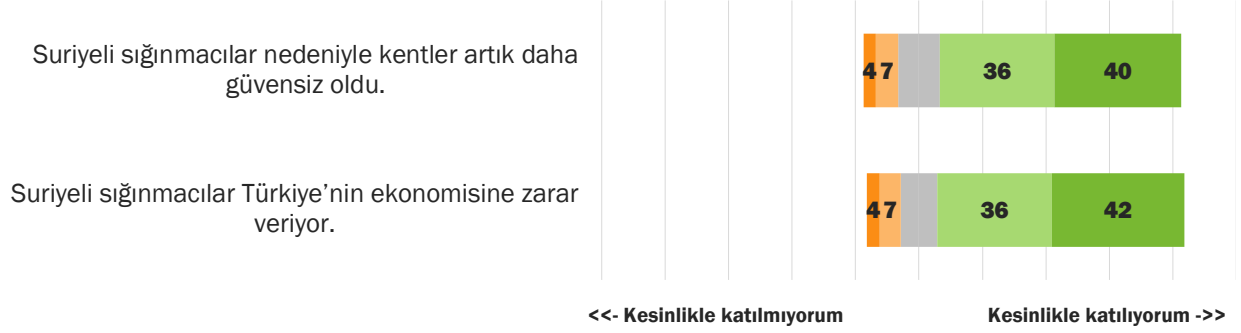 Suriyeli sığınmacılar nedeniyle kentler artık daha
güvensiz oldu.
4 7 36 40
Suriyeli sığınmacılar Türkiye’nin ekonomisine zarar
veriyor.
4 7 36 42
<<- Kesinlikle katılmıyorum Kesinlikle katılıyorum ->>